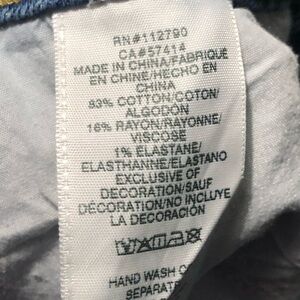 RN#112790
CA#57414
MADE IN CHINA/FABRIQUÉ
EN CHINE/HECHO EN
CHINA
83% COTTON/COTON/
ALGODÓN
16% RAYON/RAYONNE/
VISCOSE
1% ELASTANE/
ELASTHANNE/ELASTANO
EXCLUSIVE OF
DECORATION/SAUF
DÉCORATION/NO INCLUYE
LA DECORACIÓN
HAND WASH
SEPARAT